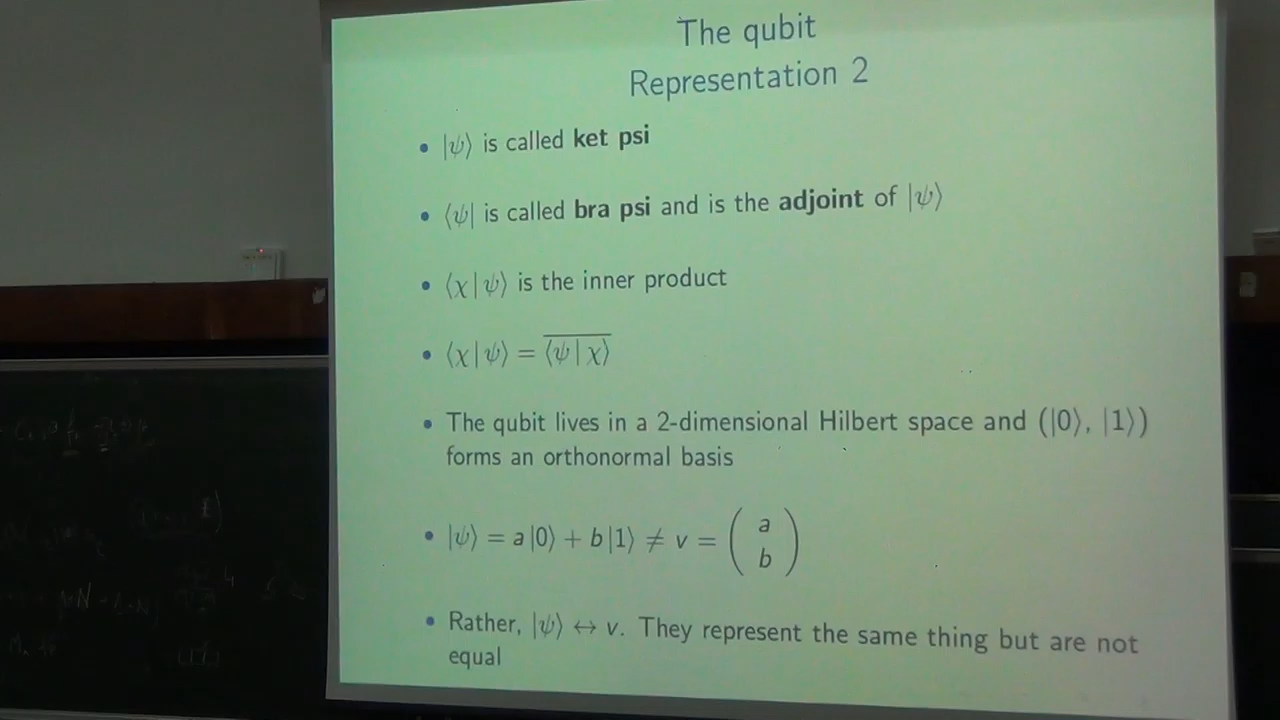 The qubit
Representation 2
• |ψ⟩ is called ket psi
• ⟨ψ| is called bra psi and is the adjoint of |ψ⟩
• ⟨χ|ψ⟩ is the inner product
• ⟨χ|ψ⟩ = \overline{⟨ψ|χ⟩}
• The qubit lives in a 2-dimensional Hilbert space and (|0⟩, |1⟩)
forms an orthonormal basis
• |ψ⟩ = a|0⟩ + b|1⟩ ≠ v = ( a b )
• Rather, |ψ⟩ ↔ v. They represent the same thing but are not
equal